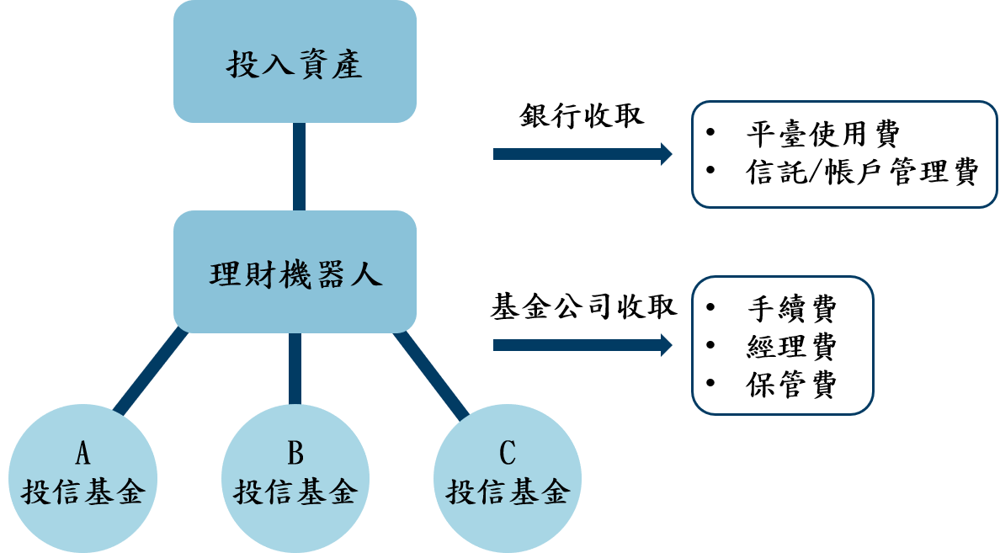 投入資產
銀行收取
• 平臺使用費
• 信託/帳戶管理費
理財機器人
基金公司收取
• 手續費
• 經理費
• 保管費
A
投信基金
B
投信基金
C
投信基金